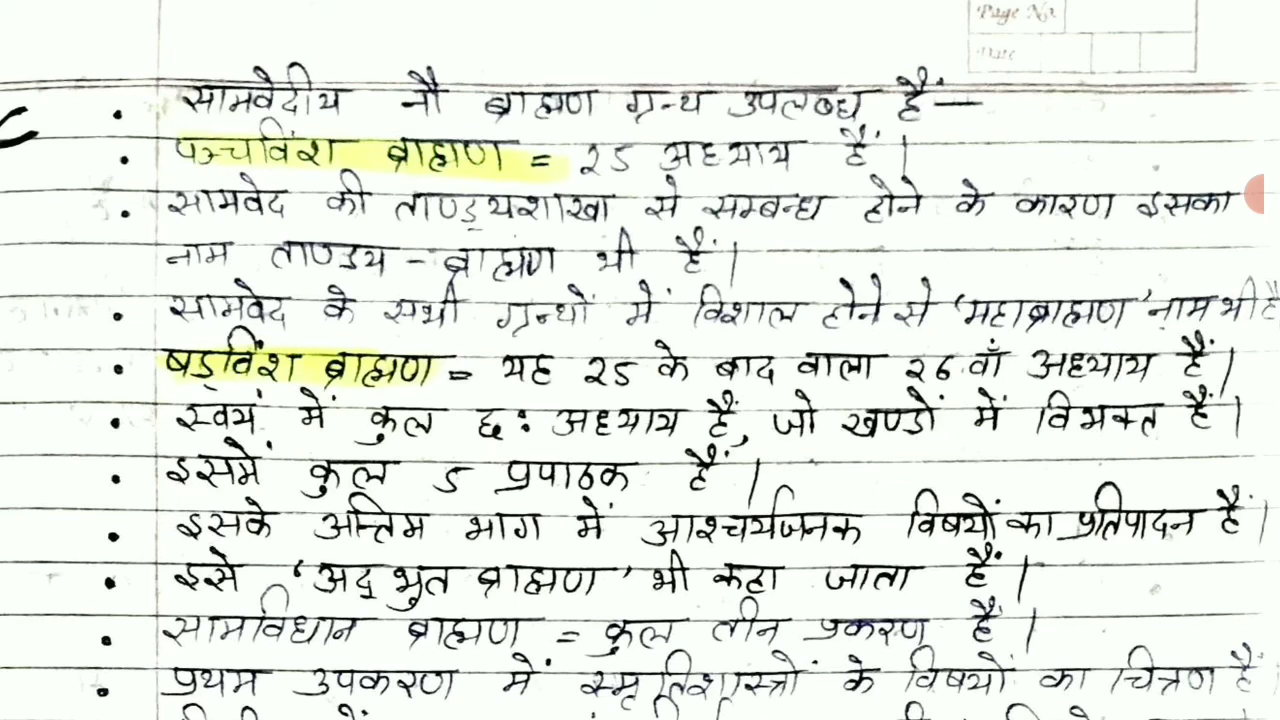 Page No.
Date
सामवेदीय नौ ब्राह्मण ग्रन्थ उपलब्ध हैं—
• पञ्चविंश ब्राह्मण = 25 अध्याय हैं।
• सामवेद की ताण्ड्यशाखा से सम्बन्ध होने के कारण इसका
नाम ताण्डय - ब्राह्मण भी हैं।
• सामवेद के सभी ग्रन्थों में विशाल होने से 'महाब्राह्मण' नाम भी है
• षड्विंश ब्राह्मण = यह 25 के बाद वाला 26 वाँ अध्याय हैं।
• स्वयं में कुल छः अध्याय हैं, जो खण्डों में विभक्त हैं।
• इसमें कुल 5 प्रपाठक हैं।
• इसके अन्तिम भाग में आश्चर्यजनक विषयों का प्रतिपादन हैं।
• इसे 'अद्भुत ब्राह्मण' भी कहा जाता हैं।
• सामविधान ब्राह्मण = कुल तीन प्रकरण हैं।
• प्रथम उपकरण में स्मृतिशास्त्रों के विषयों का चित्रण हैं